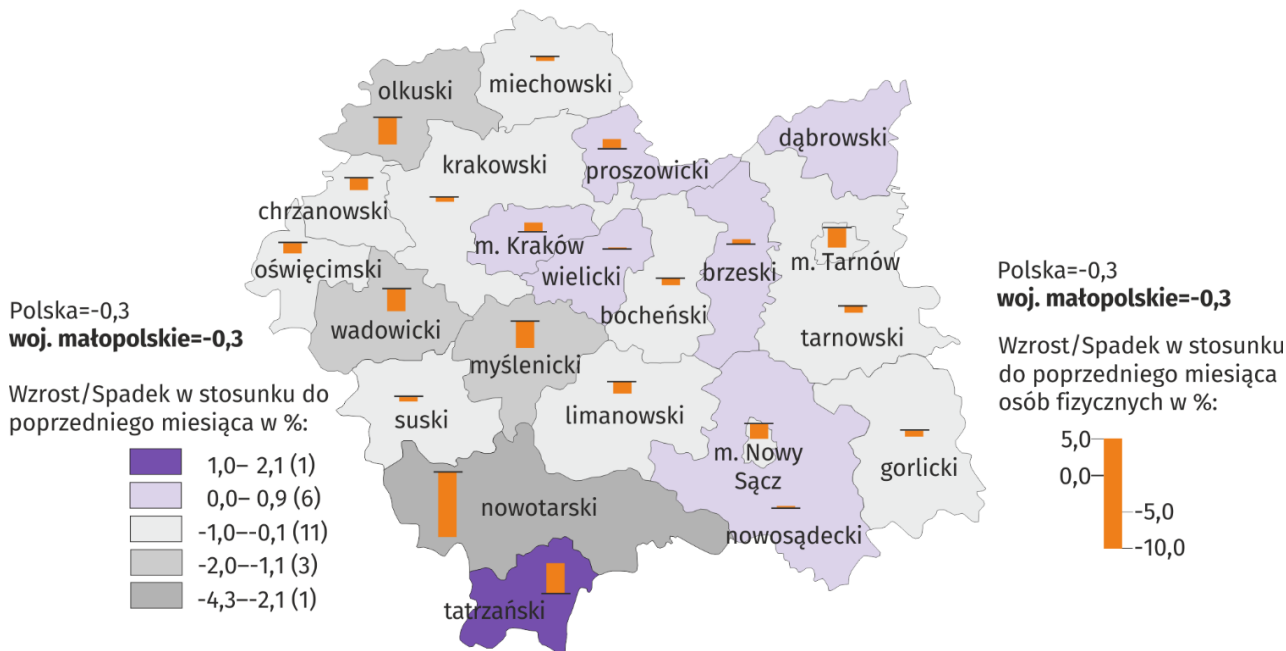 miechowski
olkuski
dąbrowski
krakowski
proszowicki
chrzanowski
m. Kraków
m. Tarnów
oświęcimski
wielicki
brzeski
bocheński
wadowicki
tarnowski
myślenicki
limanowski
suski
m. Nowy
Sącz
gorlicki
nowotarski
nowosądecki
tatrzański
Polska=-0,3
woj. małopolskie=-0,3
Wzrost/Spadek w stosunku do
poprzedniego miesiąca w %:
1,0– 2,1 (1)
0,0– 0,9 (6)
-1,0–-0,1 (11)
-2,0–-1,1 (3)
-4,3–-2,1 (1)
Polska=-0,3
woj. małopolskie=-0,3
Wzrost/Spadek w stosunku
do poprzedniego miesiąca
osób fizycznych w %:
5,0
0,0
-5,0
-10,0